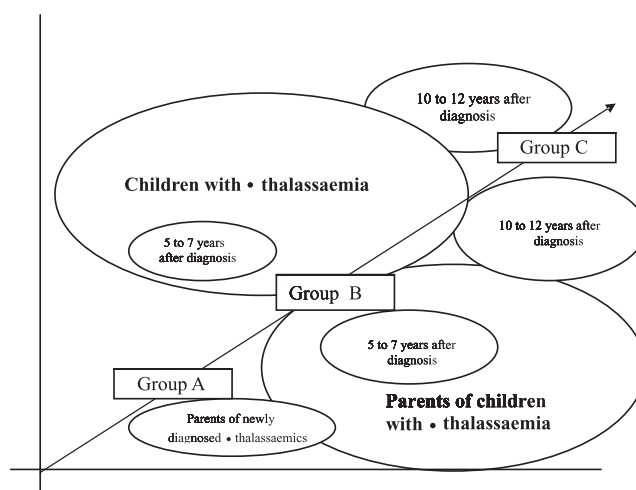 10 to 12 years after
diagnosis
Group C
Children with • thalassaemia
10 to 12 years after
diagnosis
5 to 7 years
after diagnosis
Group B
5 to 7 years after
diagnosis
Group A
Parents of children
with • thalassaemia
Parents of newly
diagnosed • thalassaemics